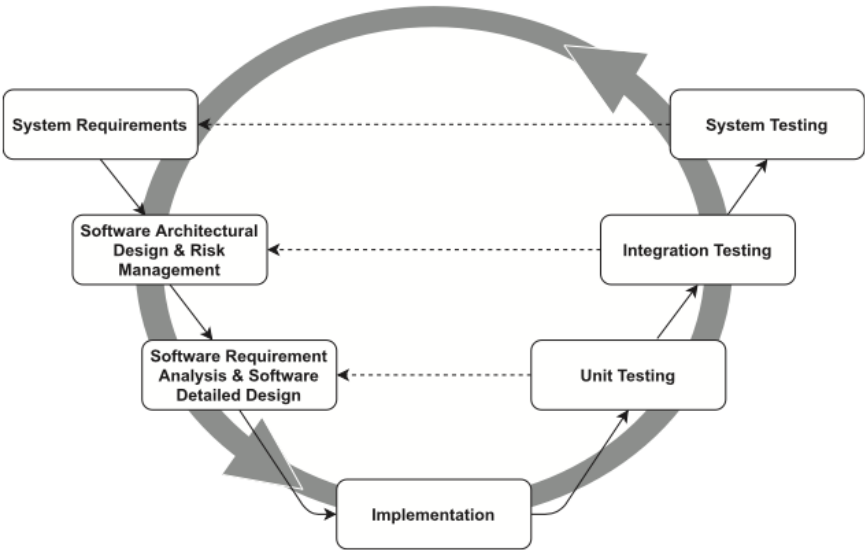 System Requirements
System Testing
Software Architectural
Design & Risk
Management
Integration Testing
Software Requirement
Analysis & Software
Detailed Design
Unit Testing
Implementation